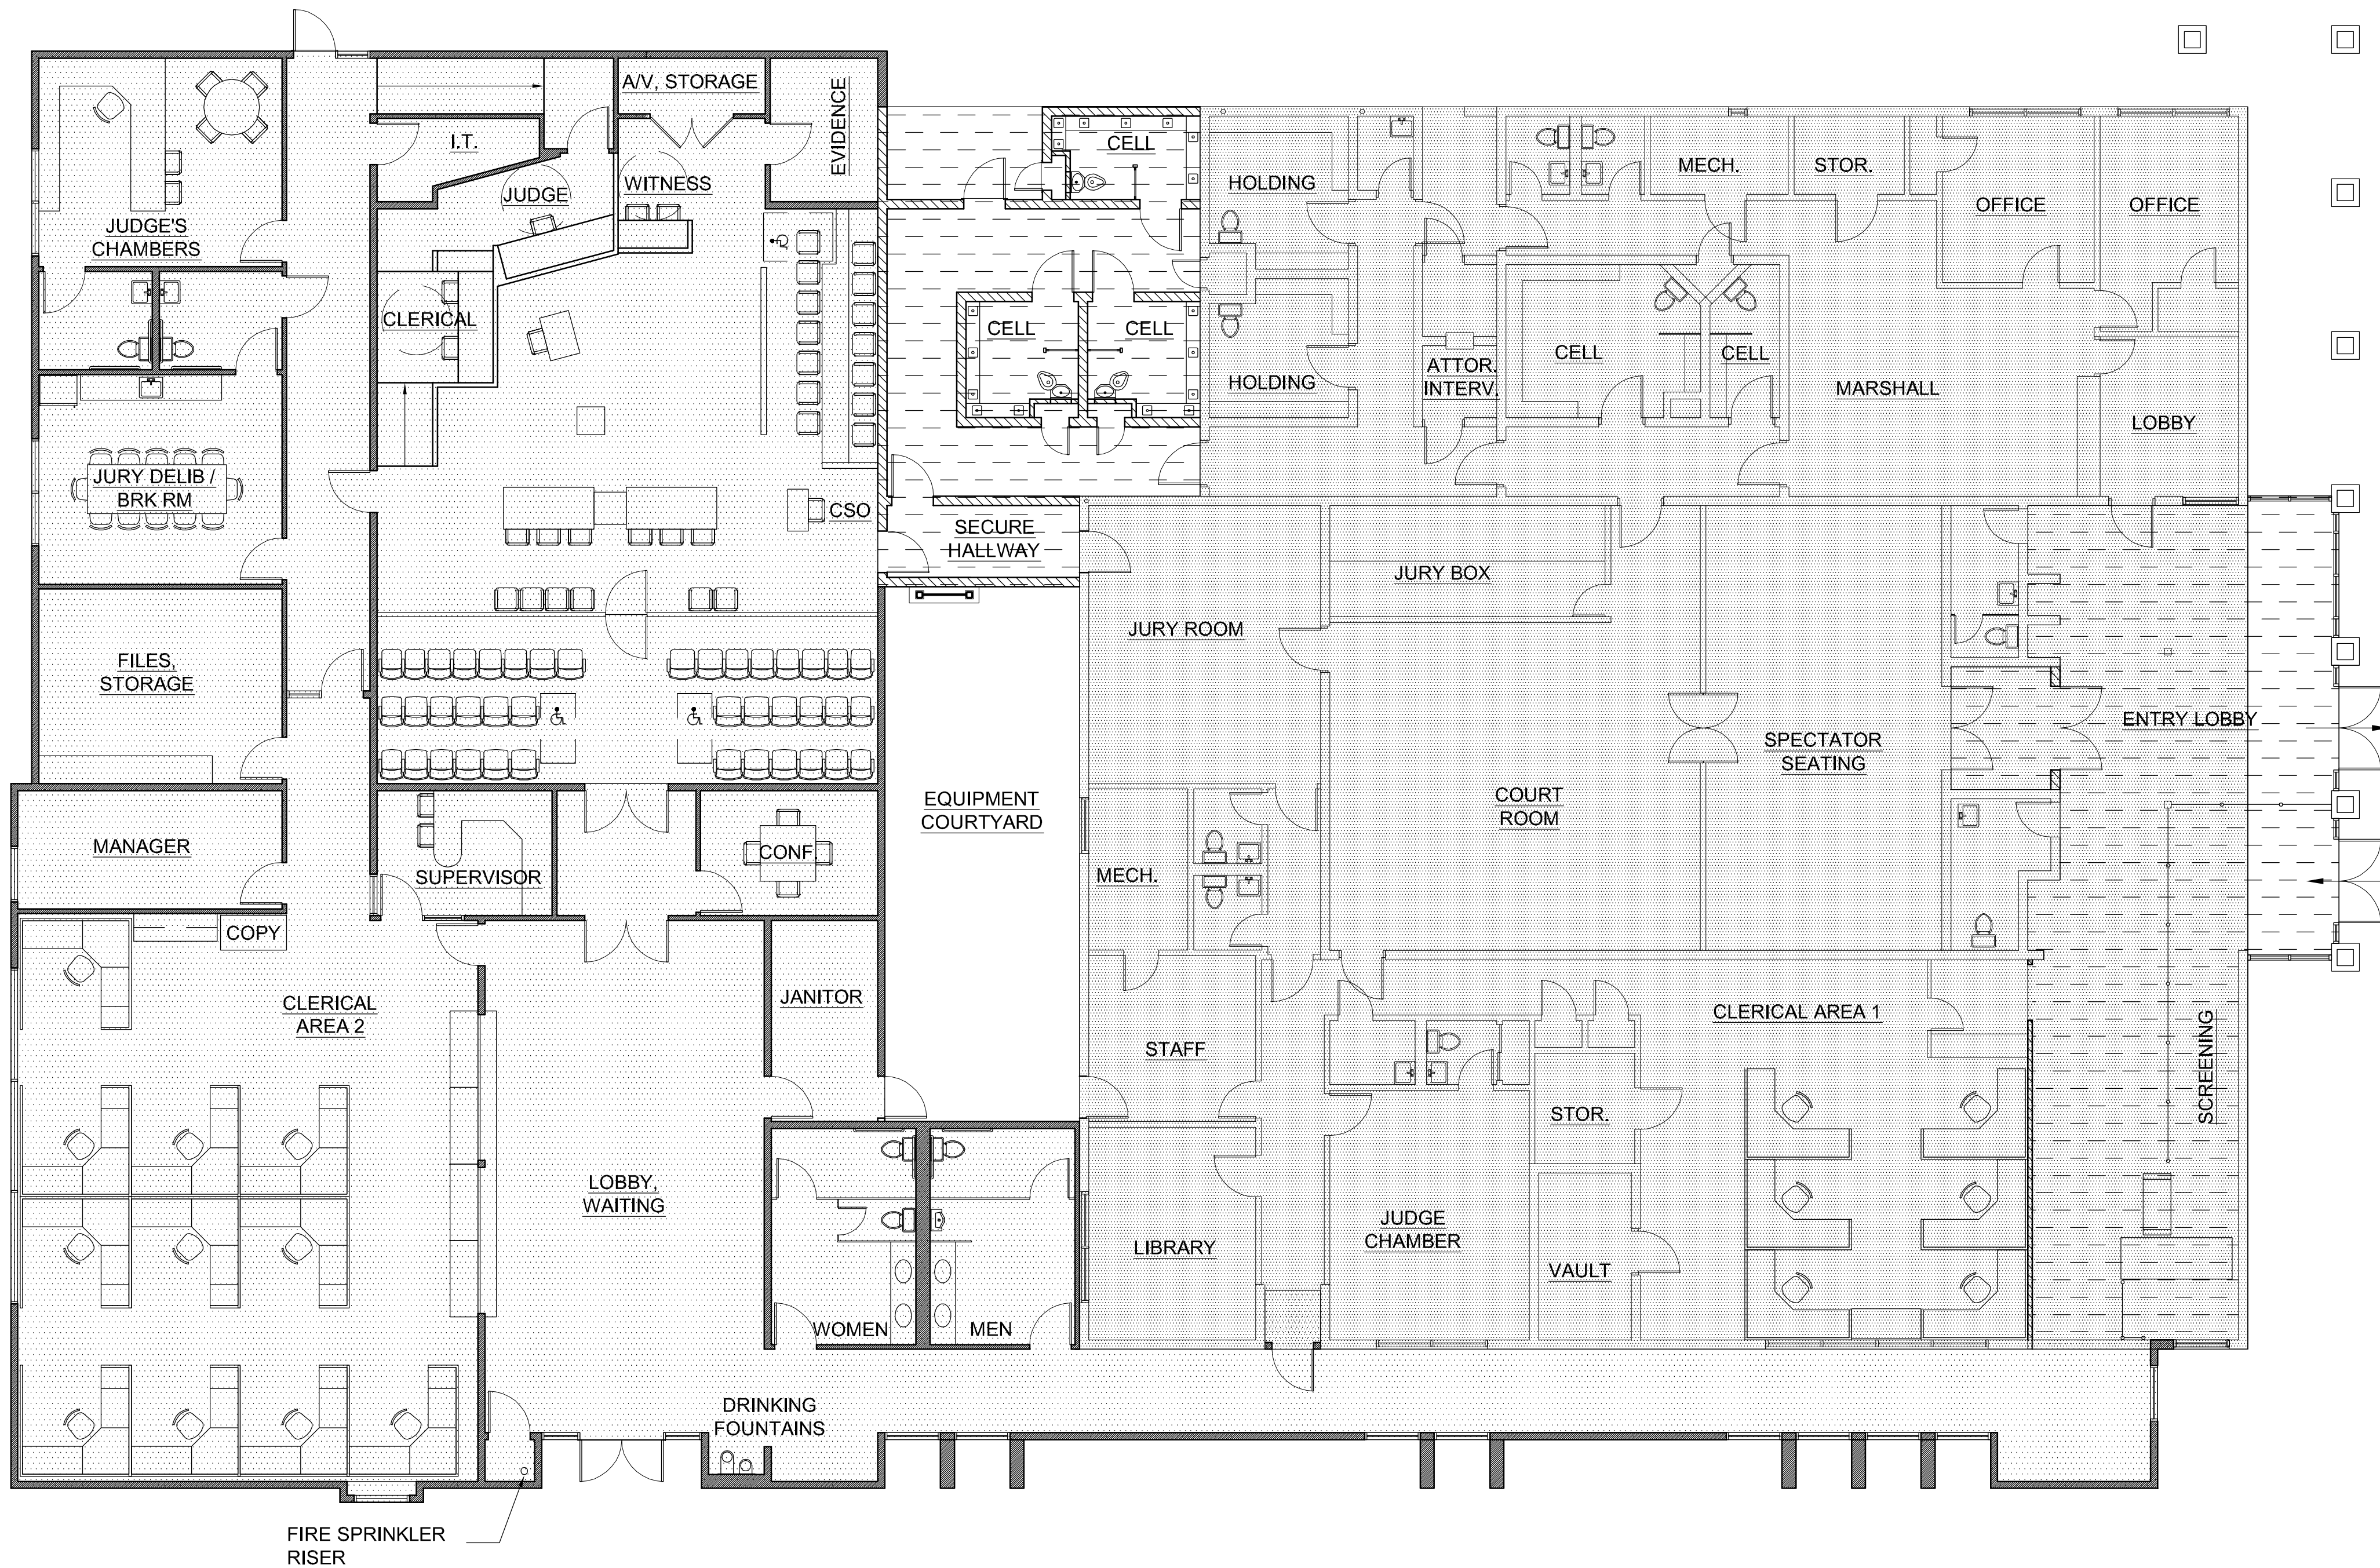 A/V, STORAGE
EVIDENCE
I.T.
JUDGE
WITNESS
JUDGE'S
CHAMBERS
CLERICAL
JURY DELIB /
BRK RM
CSO
FILES,
STORAGE
MANAGER
SUPERVISOR
CONF.
COPY
CLERICAL
AREA 2
JANITOR
LOBBY,
WAITING
WOMEN
MEN
DRINKING
FOUNTAINS
FIRE SPRINKLER
RISER
CELL
CELL
CELL
SECURE
HALLWAY
EQUIPMENT
COURTYARD
HOLDING
HOLDING
ATTOR.
INTERV.
MECH.
STOR.
OFFICE
OFFICE
CELL
CELL
MARSHALL
LOBBY
JURY BOX
JURY ROOM
COURT
ROOM
SPECTATOR
SEATING
ENTRY LOBBY
MECH.
STAFF
LIBRARY
JUDGE
CHAMBER
STOR.
VAULT
CLERICAL AREA 1
SCREENING